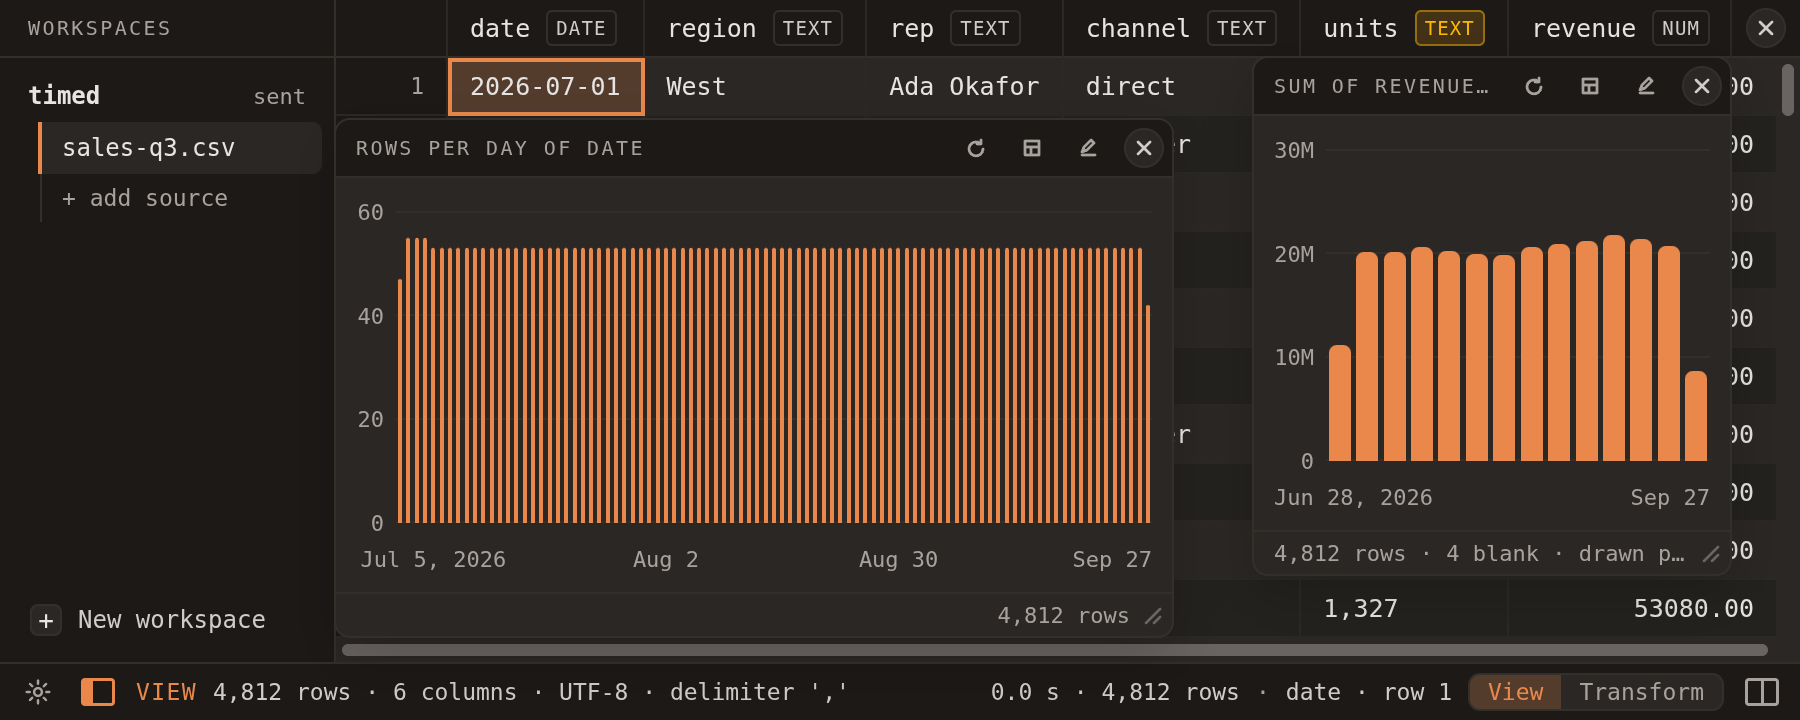 WORKSPACES
date DATE region TEXT rep TEXT channel TEXT units TEXT revenue NUM
timed sent
sales-q3.csv
+ add source
+ New workspace
1 2026-07-01 West Ada Okafor direct
ROWS PER DAY OF DATE
60
40
20
0
Jul 5, 2026 Aug 2 Aug 30 Sep 27
4,812 rows
SUM OF REVENUE…
30M
20M
10M
0
Jun 28, 2026 Sep 27
4,812 rows · 4 blank · drawn p…
1,327 53080.00
VIEW 4,812 rows · 6 columns · UTF-8 · delimiter ',' 0.0 s · 4,812 rows · date · row 1 View Transform